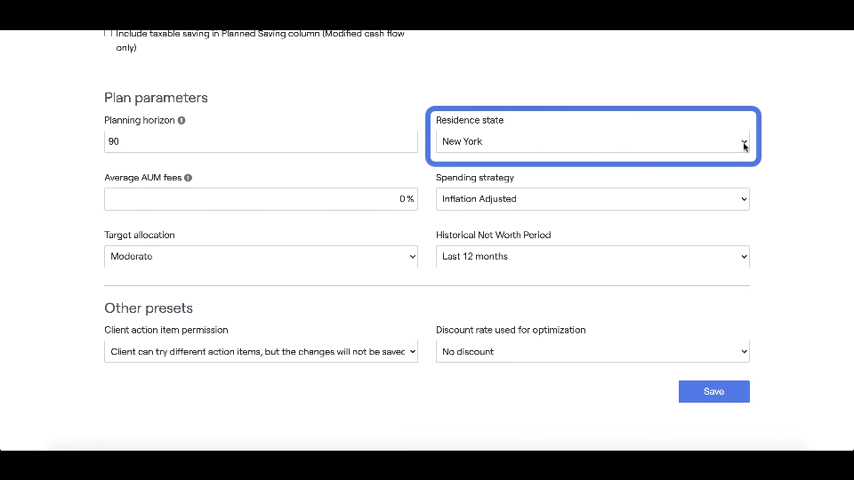 Include taxable saving in Planned Saving column (Modified cash flow
only)
Plan parameters
Planning horizon
90
Residence state
New York
Average AUM fees
0 %
Spending strategy
Inflation Adjusted
Target allocation
Moderate
Historical Net Worth Period
Last 12 months
Other presets
Client action item permission
Client can try different action items, but the changes will not be saved
Discount rate used for optimization
No discount
Save